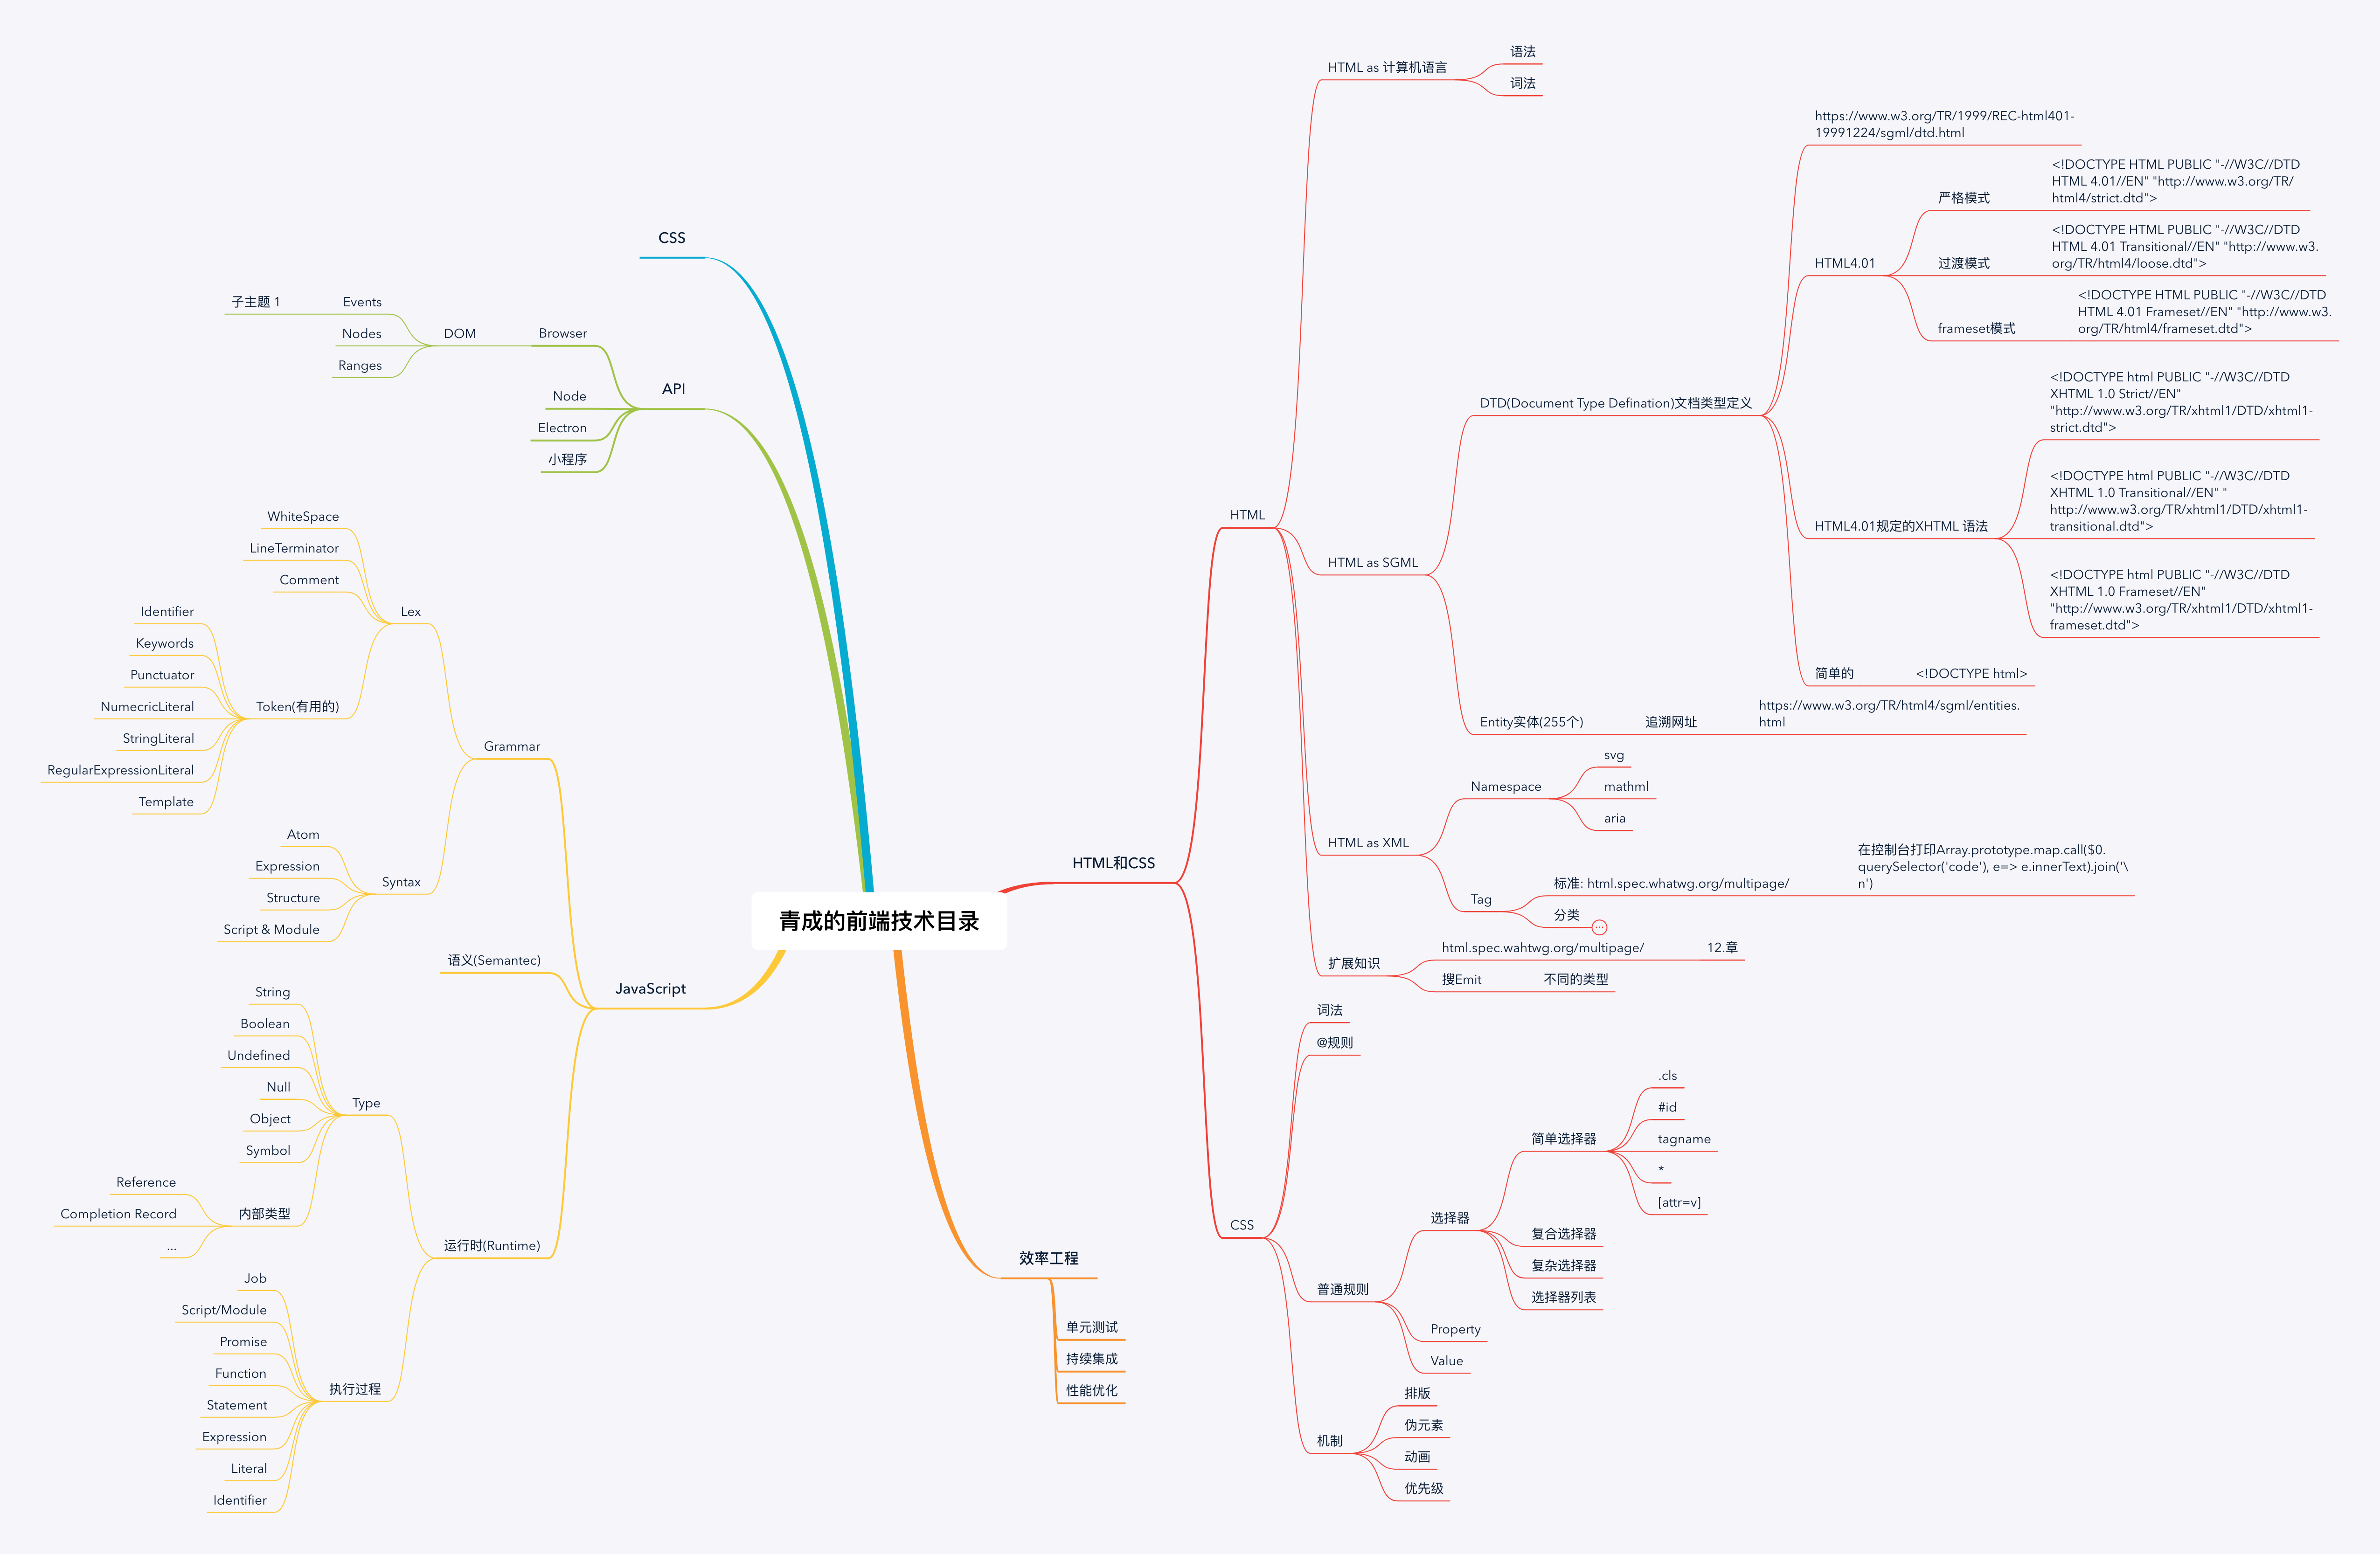 青成的前端技术目录
HTML和CSS
HTML
HTML as 计算机语言
语法
词法
HTML as SGML
DTD(Document Type Defination)文档类型定义
https://www.w3.org/TR/1999/REC-html401-
19991224/sgml/dtd.html
HTML4.01
严格模式
<!DOCTYPE HTML PUBLIC "-//W3C//DTD
HTML 4.01//EN" "http://www.w3.org/TR/
html4/strict.dtd">
过渡模式
<!DOCTYPE HTML PUBLIC "-//W3C//DTD
HTML 4.01 Transitional//EN" "http://www.w3.
org/TR/html4/loose.dtd">
frameset模式
<!DOCTYPE HTML PUBLIC "-//W3C//DTD
HTML 4.01 Frameset//EN" "http://www.w3.
org/TR/html4/frameset.dtd">
HTML4.01规定的XHTML 语法
<!DOCTYPE html PUBLIC "-//W3C//DTD
XHTML 1.0 Strict//EN"
"http://www.w3.org/TR/xhtml1/DTD/xhtml1-
strict.dtd">
<!DOCTYPE html PUBLIC "-//W3C//DTD
XHTML 1.0 Transitional//EN" "
http://www.w3.org/TR/xhtml1/DTD/xhtml1-
transitional.dtd">
<!DOCTYPE html PUBLIC "-//W3C//DTD
XHTML 1.0 Frameset//EN"
"http://www.w3.org/TR/xhtml1/DTD/xhtml1-
frameset.dtd">
简单的
<!DOCTYPE html>
Entity实体(255个)
追溯网址
https://www.w3.org/TR/html4/sgml/entities.
html
HTML as XML
Namespace
svg
mathml
aria
Tag
标准: html.spec.whatwg.org/multipage/
在控制台打印Array.prototype.map.call($0.
querySelector('code'), e=> e.innerText).join('\
n')
分类
扩展知识
html.spec.wahtwg.org/multipage/
12.章
搜Emit
不同的类型
CSS
词法
@规则
普通规则
选择器
简单选择器
.cls
#id
tagname
*
[attr=v]
复合选择器
复杂选择器
选择器列表
Property
Value
机制
排版
伪元素
动画
优先级
效率工程
单元测试
持续集成
性能优化
CSS
API
Browser
DOM
Events
子主题 1
Nodes
Ranges
Node
Electron
小程序
JavaScript
Grammar
Lex
WhiteSpace
LineTerminator
Comment
Token(有用的)
Identifier
Keywords
Punctuator
NumecricLiteral
StringLiteral
RegularExpressionLiteral
Template
Syntax
Atom
Expression
Structure
Script & Module
语义(Semantec)
运行时(Runtime)
Type
String
Boolean
Undefined
Null
Object
Symbol
内部类型
Reference
Completion Record
...
执行过程
Job
Script/Module
Promise
Function
Statement
Expression
Literal
Identifier